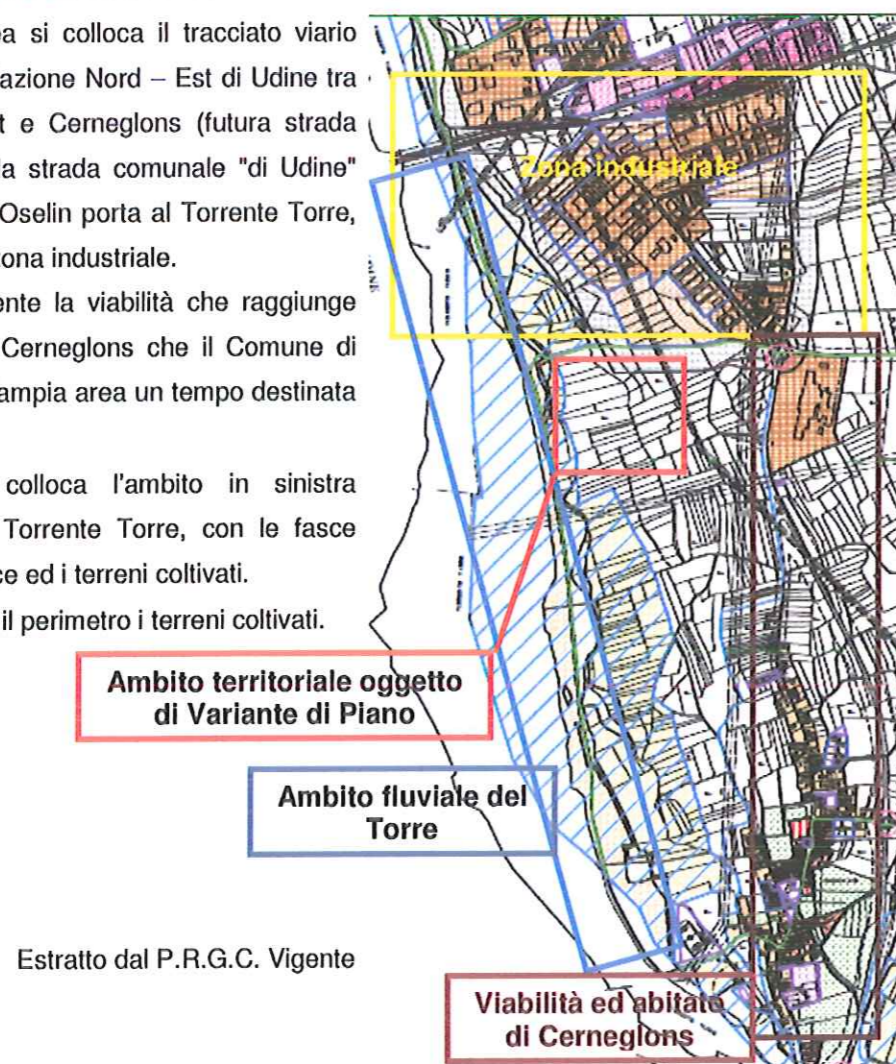 ea si colloca il tracciato viario
azione Nord – Est di Udine tra
t e Cerneglons (futura strada
la strada comunale "di Udine"
Oselin porta al Torrente Torre,
zona industriale.
ente la viabilità che raggiunge
Cerneglons che il Comune di
ampia area un tempo destinata
colloca l'ambito in sinistra
Torrente Torre, con le fasce
ce ed i terreni coltivati.
il perimetro i terreni coltivati.
Zona industriale
Ambito territoriale oggetto
di Variante di Piano
Ambito fluviale del
Torre
Estratto dal P.R.G.C. Vigente
Viabilità ed abitato
di Cerneglons